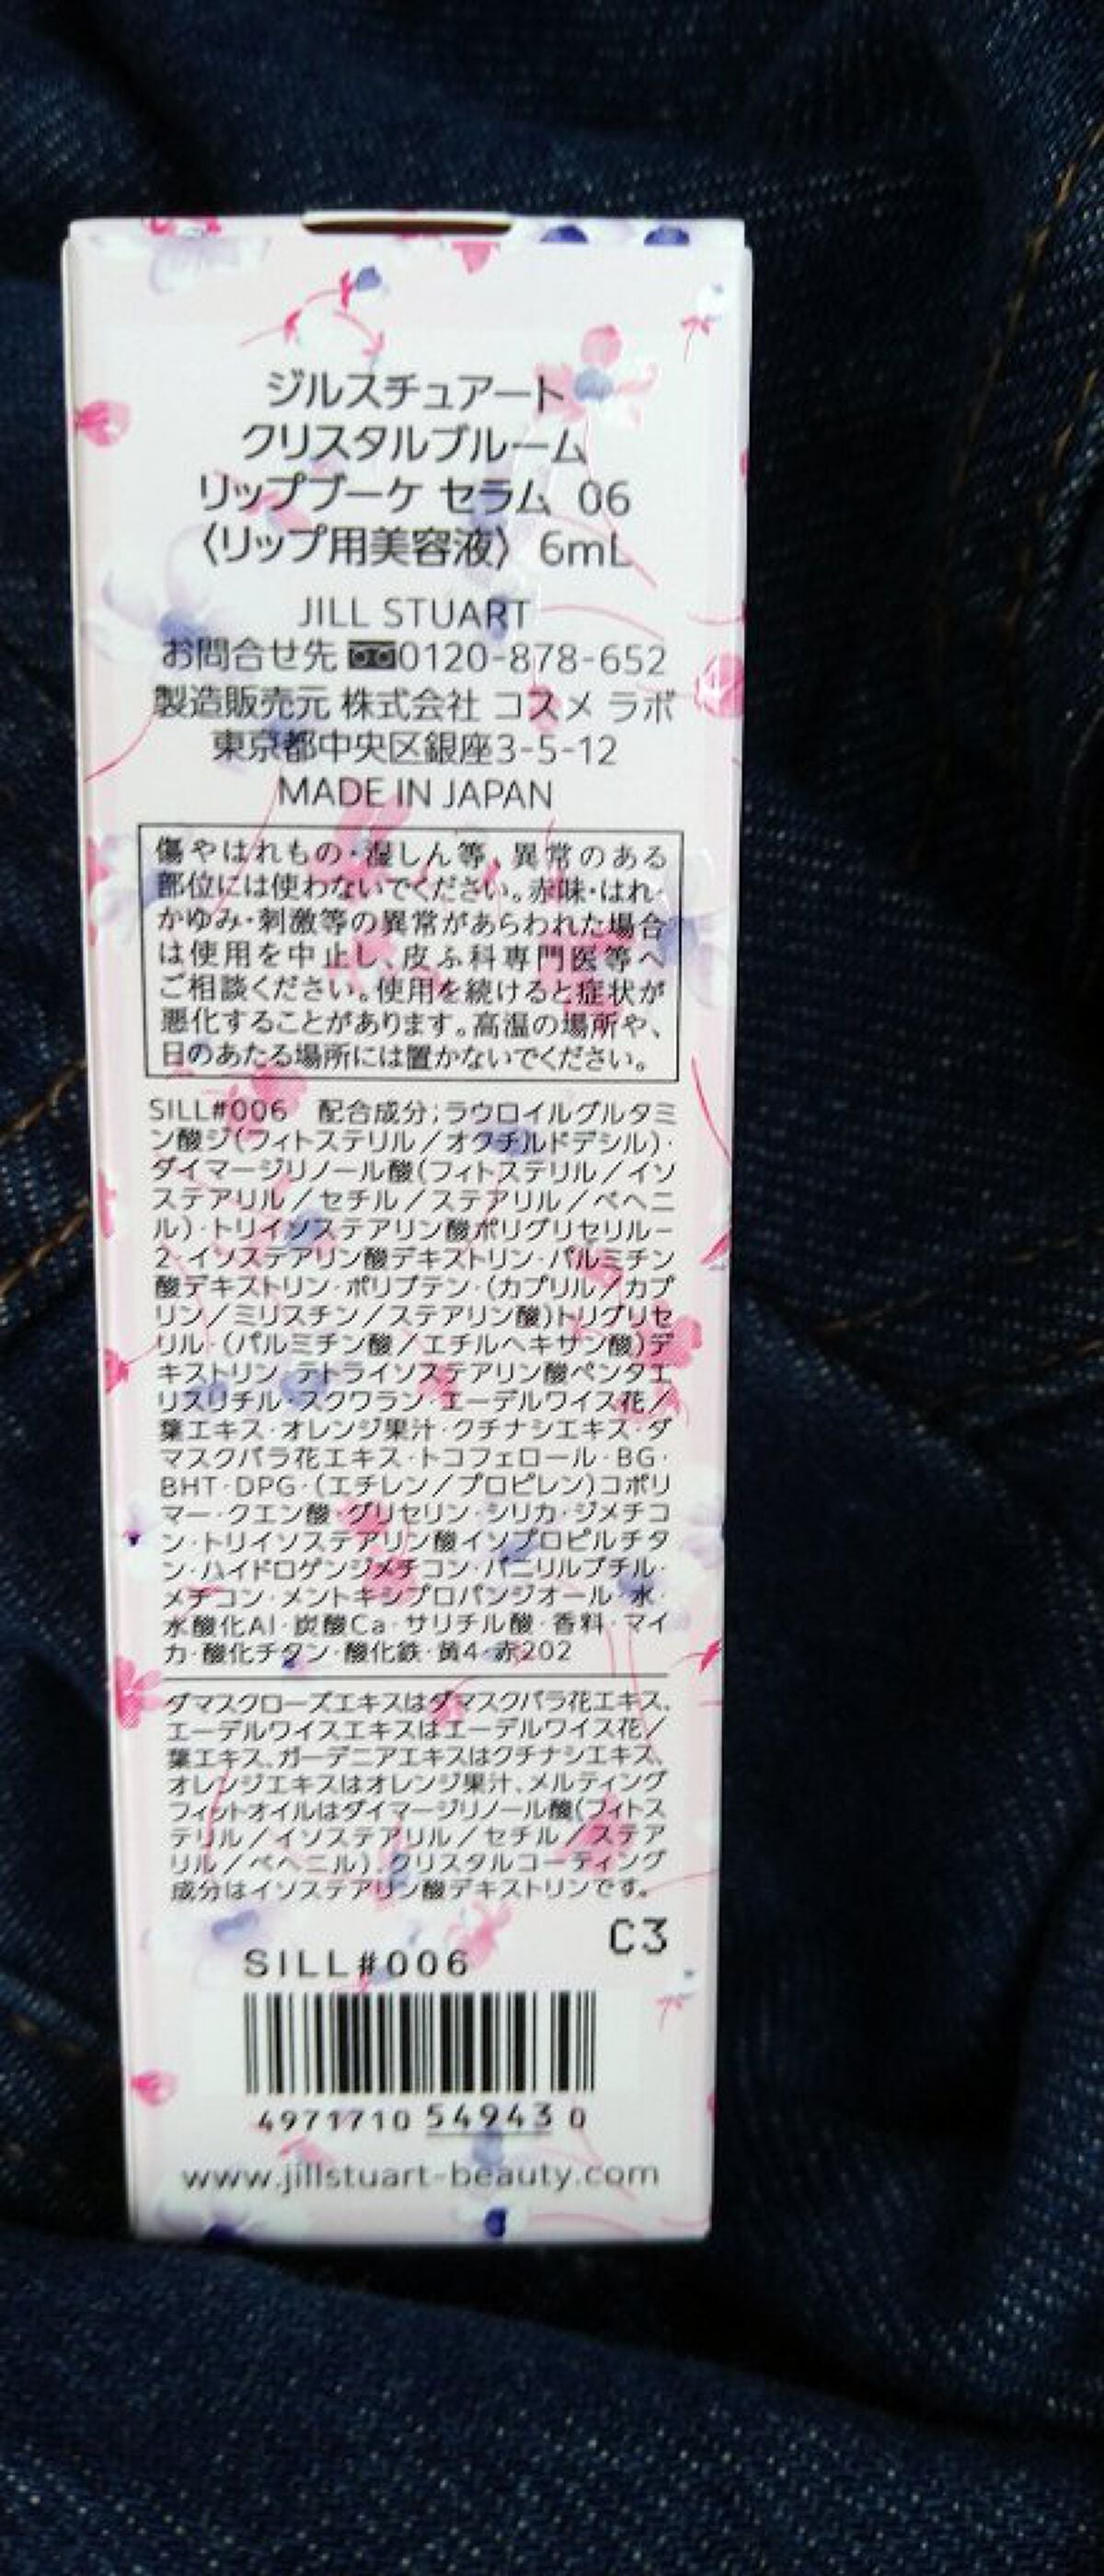 ジルスチュアート
クリスタルブルーム
リップブーケ セラム 06
〈リップ用美容液〉 6mL
JILL STUART
お問合せ先 0120-878-652
製造販売元 株式会社 コスメ ラボ
東京都中央区銀座3-5-12
MADE IN JAPAN
傷やはれもの・湿しん等、異常のある
部位には使わないでください。赤味・はれ・
かゆみ・刺激等の異常があらわれた場合
は使用を中止し、皮ふ科専門医等へ
ご相談ください。使用を続けると症状が
悪化することがあります。高温の場所や、
日のあたる場所には置かないでください。
SILL#006 配合成分;ラウロイルグルタミ
ン酸ジ(フィトステリル/オクチルドデシル)・
ダイマージリノール酸(フィトステリル/イソ
ステアリル/セチル/ステアリル/ベヘニ
ル)・トリイソステアリン酸ポリグリセリル-
2・イソステアリン酸デキストリン・パルミチン
酸デキストリン・ポリブテン・(カプリル/カプ
リン/ミリスチン/ステアリン酸)トリグリセ
リル・(パルミチン酸/エチルヘキサン酸)デ
キストリン・テトライソステアリン酸ペンタエ
リスリチル・スクワラン・エーデルワイス花/
葉エキス・オレンジ果汁・クチナシエキス・ダ
マスクバラ花エキス・トコフェロール・BG・
BHT・DPG・(エチレン/プロピレン)コポリ
マー・クエン酸・グリセリン・シリカ・ジメチコ
ン・トリイソステアリン酸イソプロピルチタ
ン・ハイドロゲンジメチコン・バニリルブチル・
メチコン・メントキシプロパンジオール・水・
水酸化Al・炭酸Ca・サリチル酸・香料・マイ
カ・酸化チタン・酸化鉄・黄4・赤202
ダマスクローズエキスはダマスクバラ花エキス、
エーデルワイスエキスはエーデルワイス花/
葉エキス、ガーデニアエキスはクチナシエキス、
オレンジエキスはオレンジ果汁、メルティング
フィットオイルはダイマージリノール酸(フィトス
テリル/イソステアリル/セチル/ステア
リル/ベヘニル)、クリスタルコーティング
成分はイソステアリン酸デキストリンです。
C3
SILL#006
4971710 54943 0
www.jillstuart-beauty.com